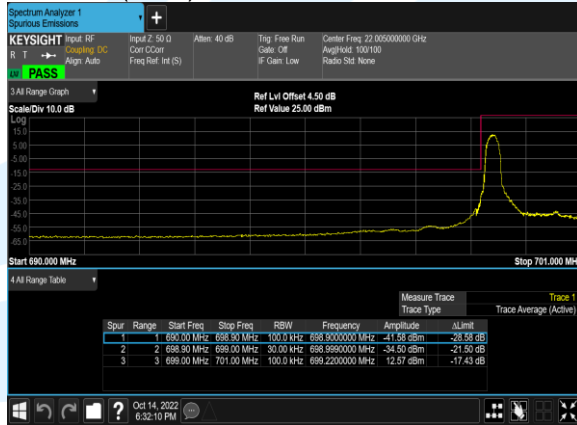 Spectrum Analyzer 1
Spurious Emissions
KEYSIGHT Input: RF Input Z: 50 Ω Atten: 40 dB Trig: Free Run Center Freq: 22.005000000 GHz
R T Coupling: DC Corr CCorr Gate: Off Avg|Hold: 100/100
Align: Auto Freq Ref: Int (S) IF Gain: Low Radio Std: None
PASS
3 All Range Graph
Ref Lvl Offset 4.50 dB
Scale/Div 10.0 dB Ref Value 25.00 dBm
Log
15.0
5.00
-5.00
-15.0
-25.0
-35.0
-45.0
-55.0
-65.0
Start 690.000 MHz Stop 701.000 MH
4 All Range Table
Measure Trace Trace 1
Trace Type Trace Average (Active)
Spur Range Start Freq Stop Freq RBW Frequency Amplitude ΔLimit
1 1 690.00 MHz 698.90 MHz 100.0 kHz 698.9000000 MHz -41.58 dBm -28.58 dB
2 2 698.90 MHz 699.00 MHz 30.00 kHz 698.9990000 MHz -34.50 dBm -21.50 dB
3 3 699.00 MHz 701.00 MHz 100.0 kHz 699.2200000 MHz 12.57 dBm -17.43 dB
? Oct 14, 2022
6:32:10 PM